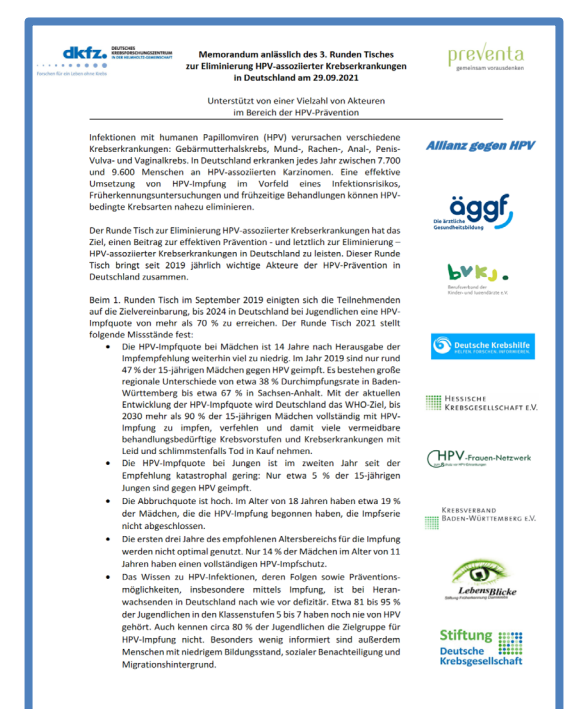 dkfz. DEUTSCHES
KREBSFORSCHUNGSZENTRUM
IN DER HELMHOLTZ-GEMEINSCHAFT
Forschen für ein Leben ohne Krebs
Memorandum anlässlich des 3. Runden Tisches
zur Eliminierung HPV-assoziierter Krebserkrankungen
in Deutschland am 29.09.2021
preventa
gemeinsam vorausdenken
Unterstützt von einer Vielzahl von Akteuren
im Bereich der HPV-Prävention
Infektionen mit humanen Papillomviren (HPV) verursachen verschiedene
Krebserkrankungen: Gebärmutterhalskrebs, Mund-, Rachen-, Anal-, Penis-
Vulva- und Vaginalkrebs. In Deutschland erkranken jedes Jahr zwischen 7.700
und 9.600 Menschen an HPV-assoziierten Karzinomen. Eine effektive
Umsetzung von HPV-Impfung im Vorfeld eines Infektionsrisikos,
Früherkennungsuntersuchungen und frühzeitige Behandlungen können HPV-
bedingte Krebsarten nahezu eliminieren.
Der Runde Tisch zur Eliminierung HPV-assoziierter Krebserkrankungen hat das
Ziel, einen Beitrag zur effektiven Prävention - und letztlich zur Eliminierung –
HPV-assoziierter Krebserkrankungen in Deutschland zu leisten. Dieser Runde
Tisch bringt seit 2019 jährlich wichtige Akteure der HPV-Prävention in
Deutschland zusammen.
Beim 1. Runden Tisch im September 2019 einigten sich die Teilnehmenden
auf die Zielvereinbarung, bis 2024 in Deutschland bei Jugendlichen eine HPV-
Impfquote von mehr als 70 % zu erreichen. Der Runde Tisch 2021 stellt
folgende Missstände fest:
• Die HPV-Impfquote bei Mädchen ist 14 Jahre nach Herausgabe der
Impfempfehlung weiterhin viel zu niedrig. Im Jahr 2019 sind nur rund
47 % der 15-jährigen Mädchen gegen HPV geimpft. Es bestehen große
regionale Unterschiede von etwa 38 % Durchimpfungsrate in Baden-
Württemberg bis etwa 67 % in Sachsen-Anhalt. Mit der aktuellen
Entwicklung der HPV-Impfquote wird Deutschland das WHO-Ziel, bis
2030 mehr als 90 % der 15-jährigen Mädchen vollständig mit HPV-
Impfung zu impfen, verfehlen und damit viele vermeidbare
behandlungsbedürftige Krebsvorstufen und Krebserkrankungen mit
Leid und schlimmstenfalls Tod in Kauf nehmen.
• Die HPV-Impfquote bei Jungen ist im zweiten Jahr seit der
Empfehlung katastrophal gering: Nur etwa 5 % der 15-jährigen
Jungen sind gegen HPV geimpft.
• Die Abbruchquote ist hoch. Im Alter von 18 Jahren haben etwa 19 %
der Mädchen, die die HPV-Impfung begonnen haben, die Impfserie
nicht abgeschlossen.
• Die ersten drei Jahre des empfohlenen Altersbereichs für die Impfung
werden nicht optimal genutzt. Nur 14 % der Mädchen im Alter von 11
Jahren haben einen vollständigen HPV-Impfschutz.
• Das Wissen zu HPV-Infektionen, deren Folgen sowie Präventions-
möglichkeiten, insbesondere mittels Impfung, ist bei Heran-
wachsenden in Deutschland nach wie vor defizitär. Etwa 81 bis 95 %
der Jugendlichen in den Klassenstufen 5 bis 7 haben noch nie von HPV
gehört. Auch kennen circa 80 % der Jugendlichen die Zielgruppe für
HPV-Impfung nicht. Besonders wenig informiert sind außerdem
Menschen mit niedrigem Bildungsstand, sozialer Benachteiligung und
Migrationshintergrund.
Allianz gegen HPV
äggf
Die ärztliche
Gesundheitsbildung
bvkj.
Berufsverband der
Kinder- und Jugendärzte e.V.
Deutsche Krebshilfe
HELFEN. FORSCHEN. INFORMIEREN.
HESSISCHE
KREBSGESELLSCHAFT E.V.
HPV-Frauen-Netzwerk
KREBSVERBAND
BADEN-WÜRTTEMBERG E.V.
LebensBlicke
Stiftung Früherkennung Darmkrebs
Stiftung
Deutsche
Krebsgesellschaft